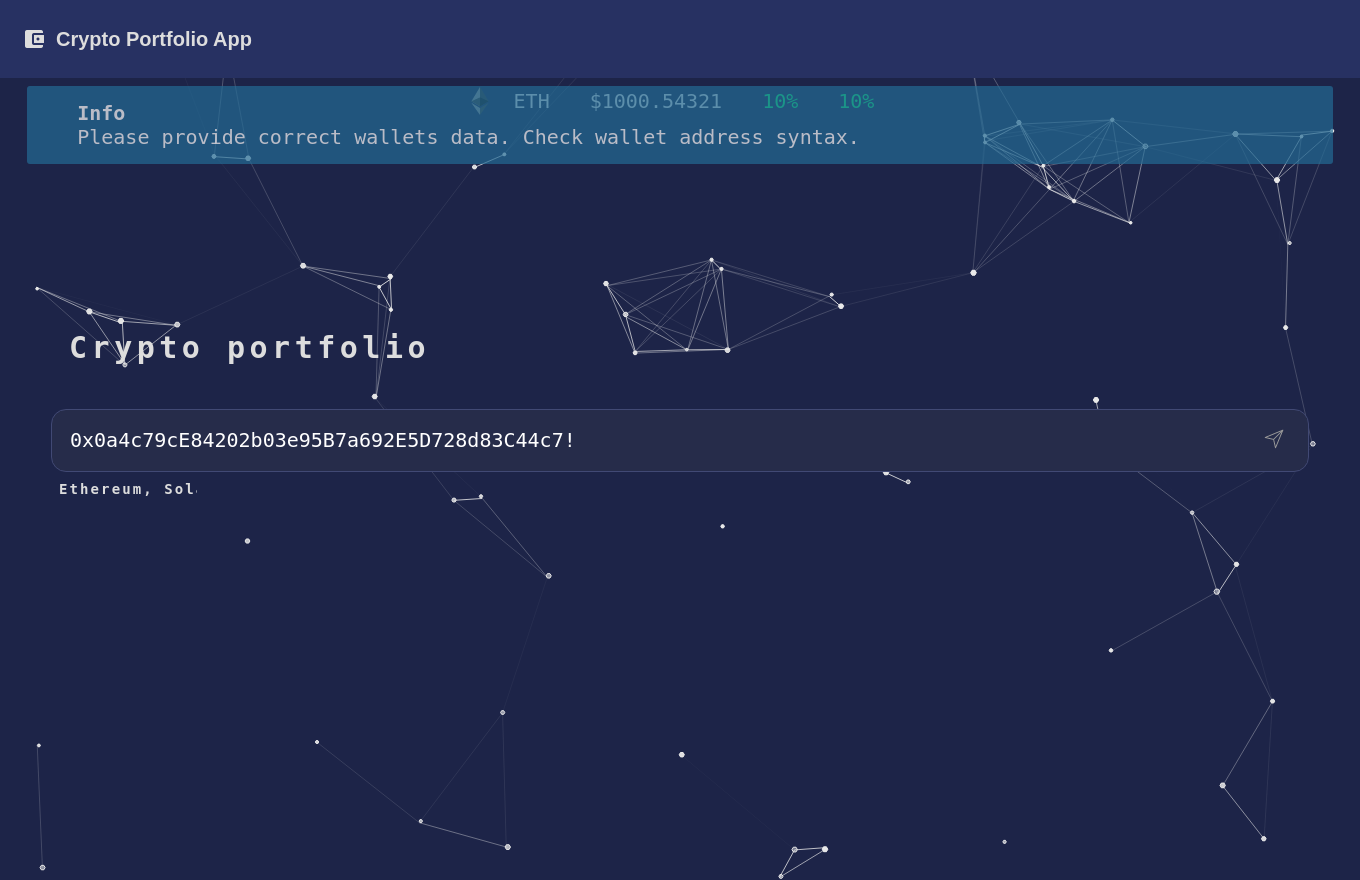 Crypto Portfolio App
ETH $1000.54321 10% 10%
Info
Please provide correct wallets data. Check wallet address syntax.
Crypto portfolio
0x0a4c79cE84202b03e95B7a692E5D728d83C44c7!
Ethereum, Sol